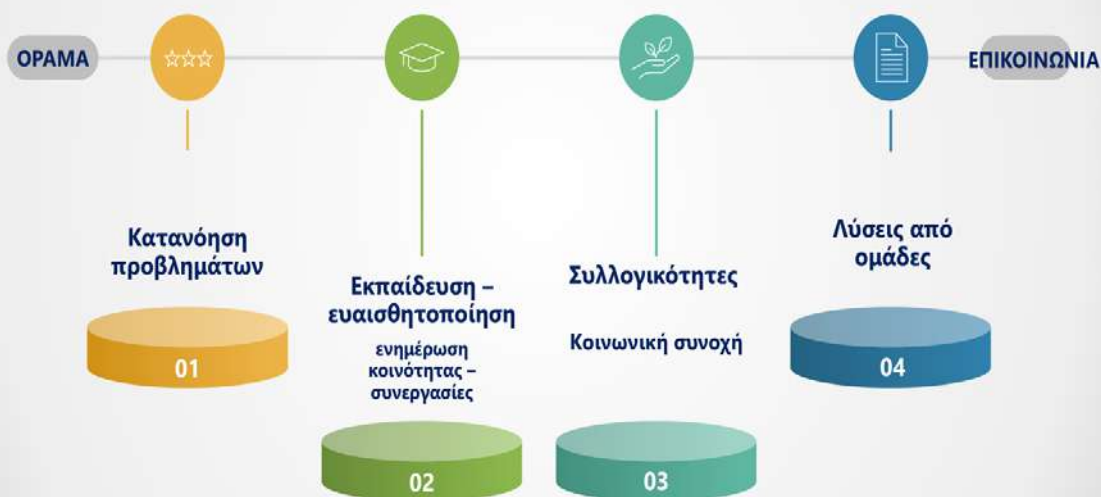 ΟΡΑΜΑ
ΕΠΙΚΟΙΝΩΝΙΑ
Κατανόηση
προβλημάτων
01
Εκπαίδευση –
ευαισθητοποίηση
ενημέρωση
κοινότητας –
συνεργασίες
02
Συλλογικότητες
Κοινωνική συνοχή
03
Λύσεις από
ομάδες
04